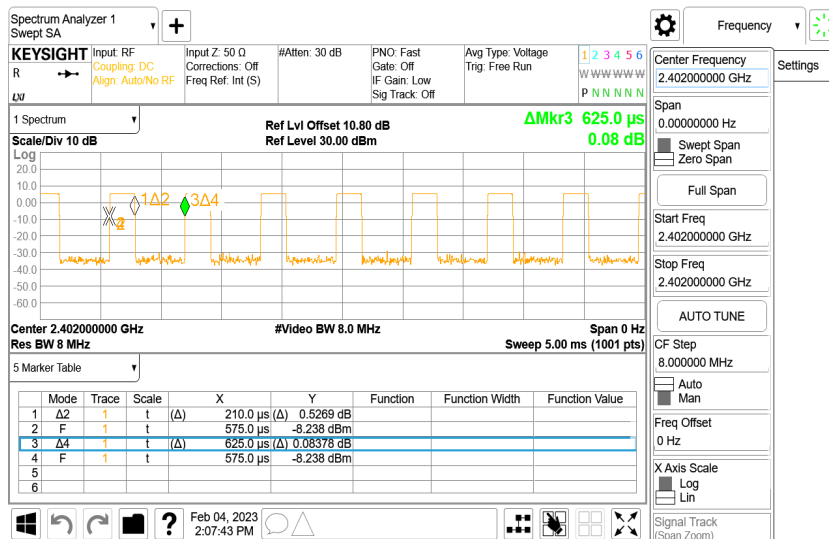 Spectrum Analyzer 1
Swept SA
Frequency
KEYSIGHT
R
LXI
Input: RF
Coupling: DC
Align: Auto/No RF
Input Z: 50 Ω
Corrections: Off
Freq Ref: Int (S)
#Atten: 30 dB
PNO: Fast
Gate: Off
IF Gain: Low
Sig Track: Off
Avg Type: Voltage
Trig: Free Run
1 2 3 4 5 6
W W W W W W
P N N N N N
1 Spectrum
Scale/Div 10 dB
Ref Lvl Offset 10.80 dB
Ref Level 30.00 dBm
ΔMkr3 625.0 µs
0.08 dB
Log
20.0
10.0
0.00
-10.0
-20.0
-30.0
-40.0
-50.0
-60.0
1Δ2
3Δ4
Center 2.402000000 GHz
#Video BW 8.0 MHz
Span 0 Hz
Res BW 8 MHz
Sweep 5.00 ms (1001 pts)
5 Marker Table
Mode Trace Scale X Y Function Function Width Function Value
1 Δ2 1 t (Δ) 210.0 µs (Δ) 0.5269 dB
2 F 1 t 575.0 µs -8.238 dBm
3 Δ4 1 t (Δ) 625.0 µs (Δ) 0.08378 dB
4 F 1 t 575.0 µs -8.238 dBm
5
6
?
Feb 04, 2023
2:07:43 PM
Center Frequency
2.402000000 GHz
Settings
Span
0.00000000 Hz
Swept Span
Zero Span
Full Span
Start Freq
2.402000000 GHz
Stop Freq
2.402000000 GHz
AUTO TUNE
CF Step
8.000000 MHz
Auto
Man
Freq Offset
0 Hz
X Axis Scale
Log
Lin
Signal Track
(Span Zoom)